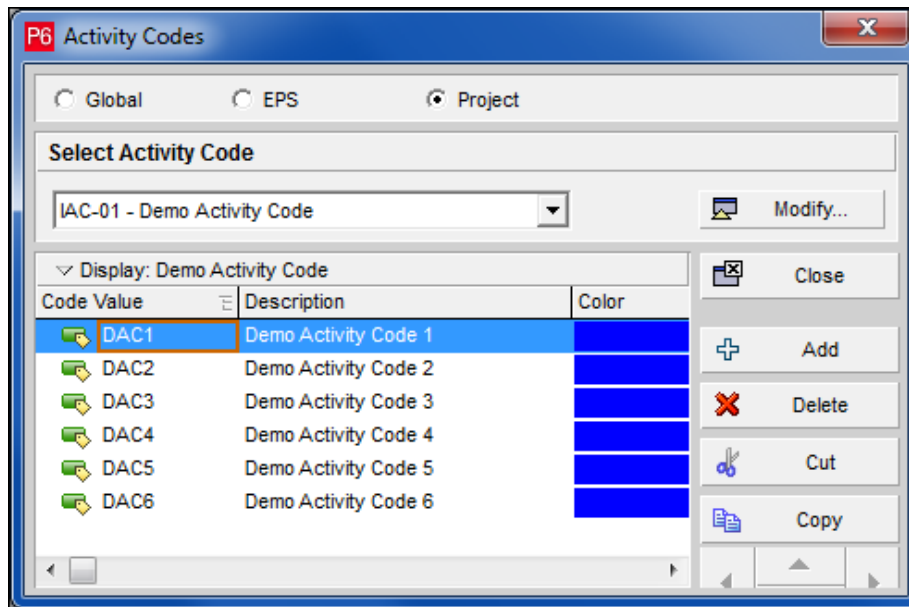 P6 Activity Codes
Global EPS Project
Select Activity Code
IAC-01 - Demo Activity Code Modify...
Display: Demo Activity Code
Close
Code Value Description Color
DAC1 Demo Activity Code 1
DAC2 Demo Activity Code 2
DAC3 Demo Activity Code 3
DAC4 Demo Activity Code 4
DAC5 Demo Activity Code 5
DAC6 Demo Activity Code 6
Add
Delete
Cut
Copy